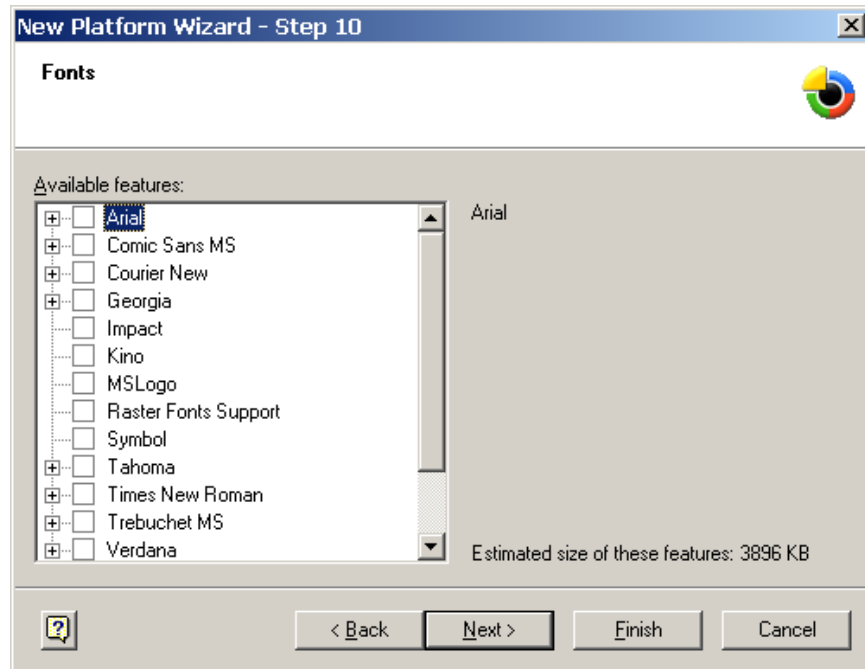 New Platform Wizard - Step 10
Fonts
Available features:
Arial
Comic Sans MS
Courier New
Georgia
Impact
Kino
MSLogo
Raster Fonts Support
Symbol
Tahoma
Times New Roman
Trebuchet MS
Verdana
Arial
Estimated size of these features: 3896 KB
< Back
Next >
Finish
Cancel